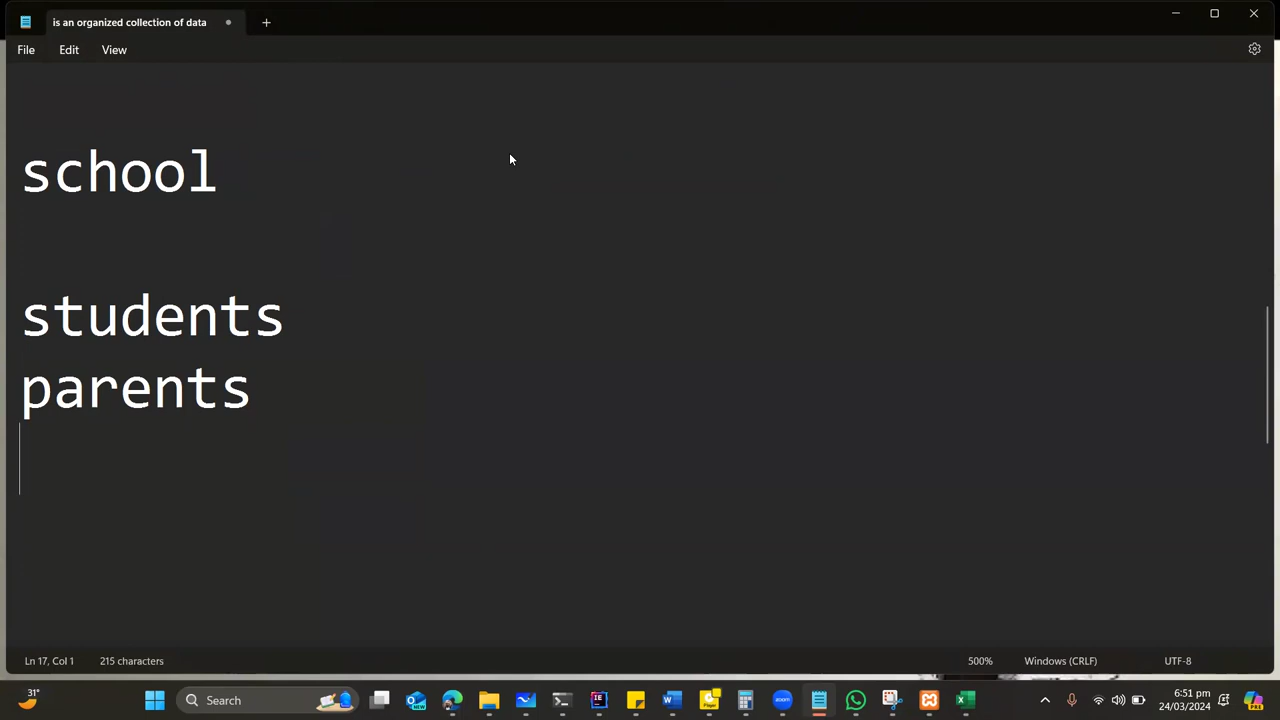 is an organized collection of data
File Edit View
school
students
parents
Ln 17, Col 1 215 characters 500% Windows (CRLF) UTF-8
31° Search 6:51 pm
24/03/2024